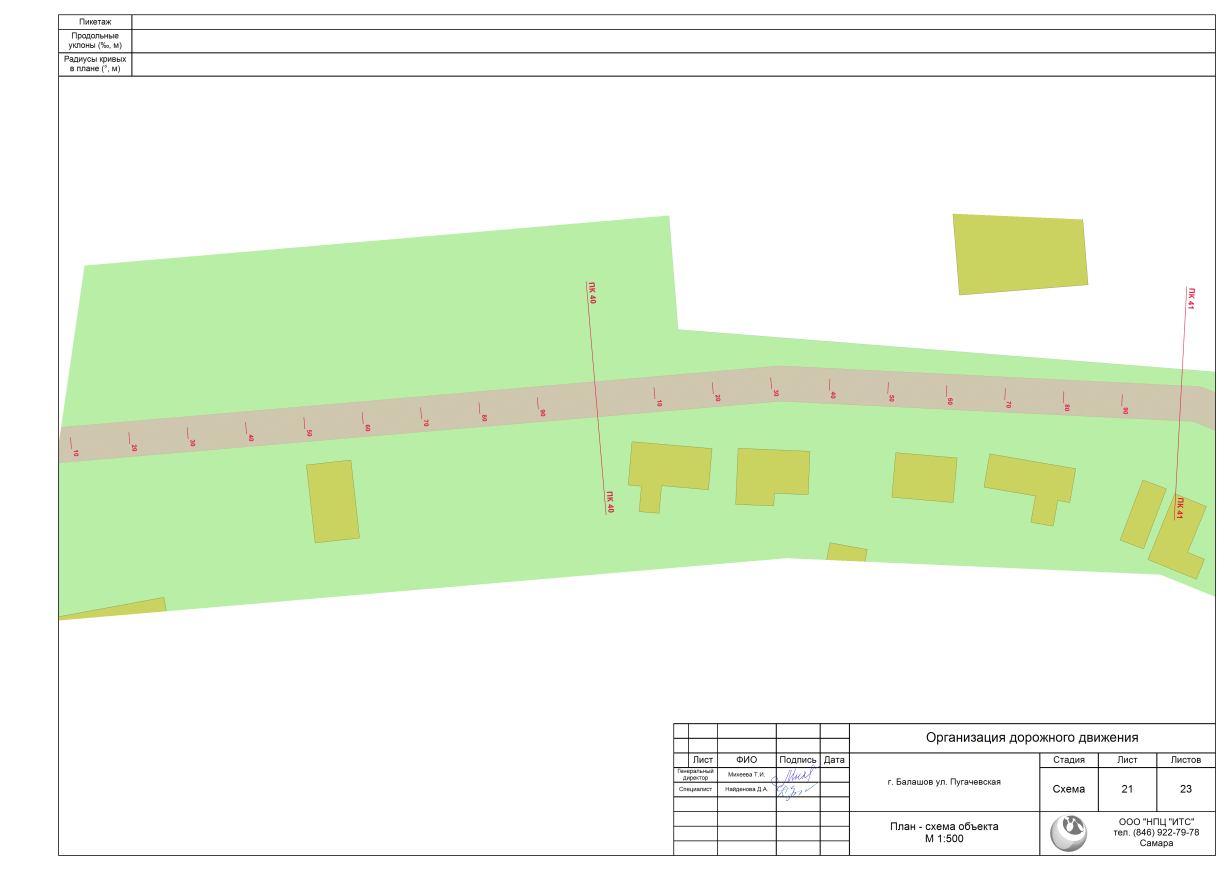 Пикетаж
Продольные
уклоны (‰, м)
Радиусы кривых
в плане (°, м)
ПК 40
ПК 41
10
20
30
40
50
60
70
80
90
10
20
30
40
50
60
70
80
90
ПК 40
ПК 41
Организация дорожного движения
Лист ФИО Подпись Дата
Стадия Лист Листов
Генеральный
директор
Михеева Т.И.
Специалист Найденова Д.А.
г. Балашов ул. Пугачевская
Схема 21 23
План - схема объекта
М 1:500
ООО "НПЦ "ИТС"
тел. (846) 922-79-78
Самара